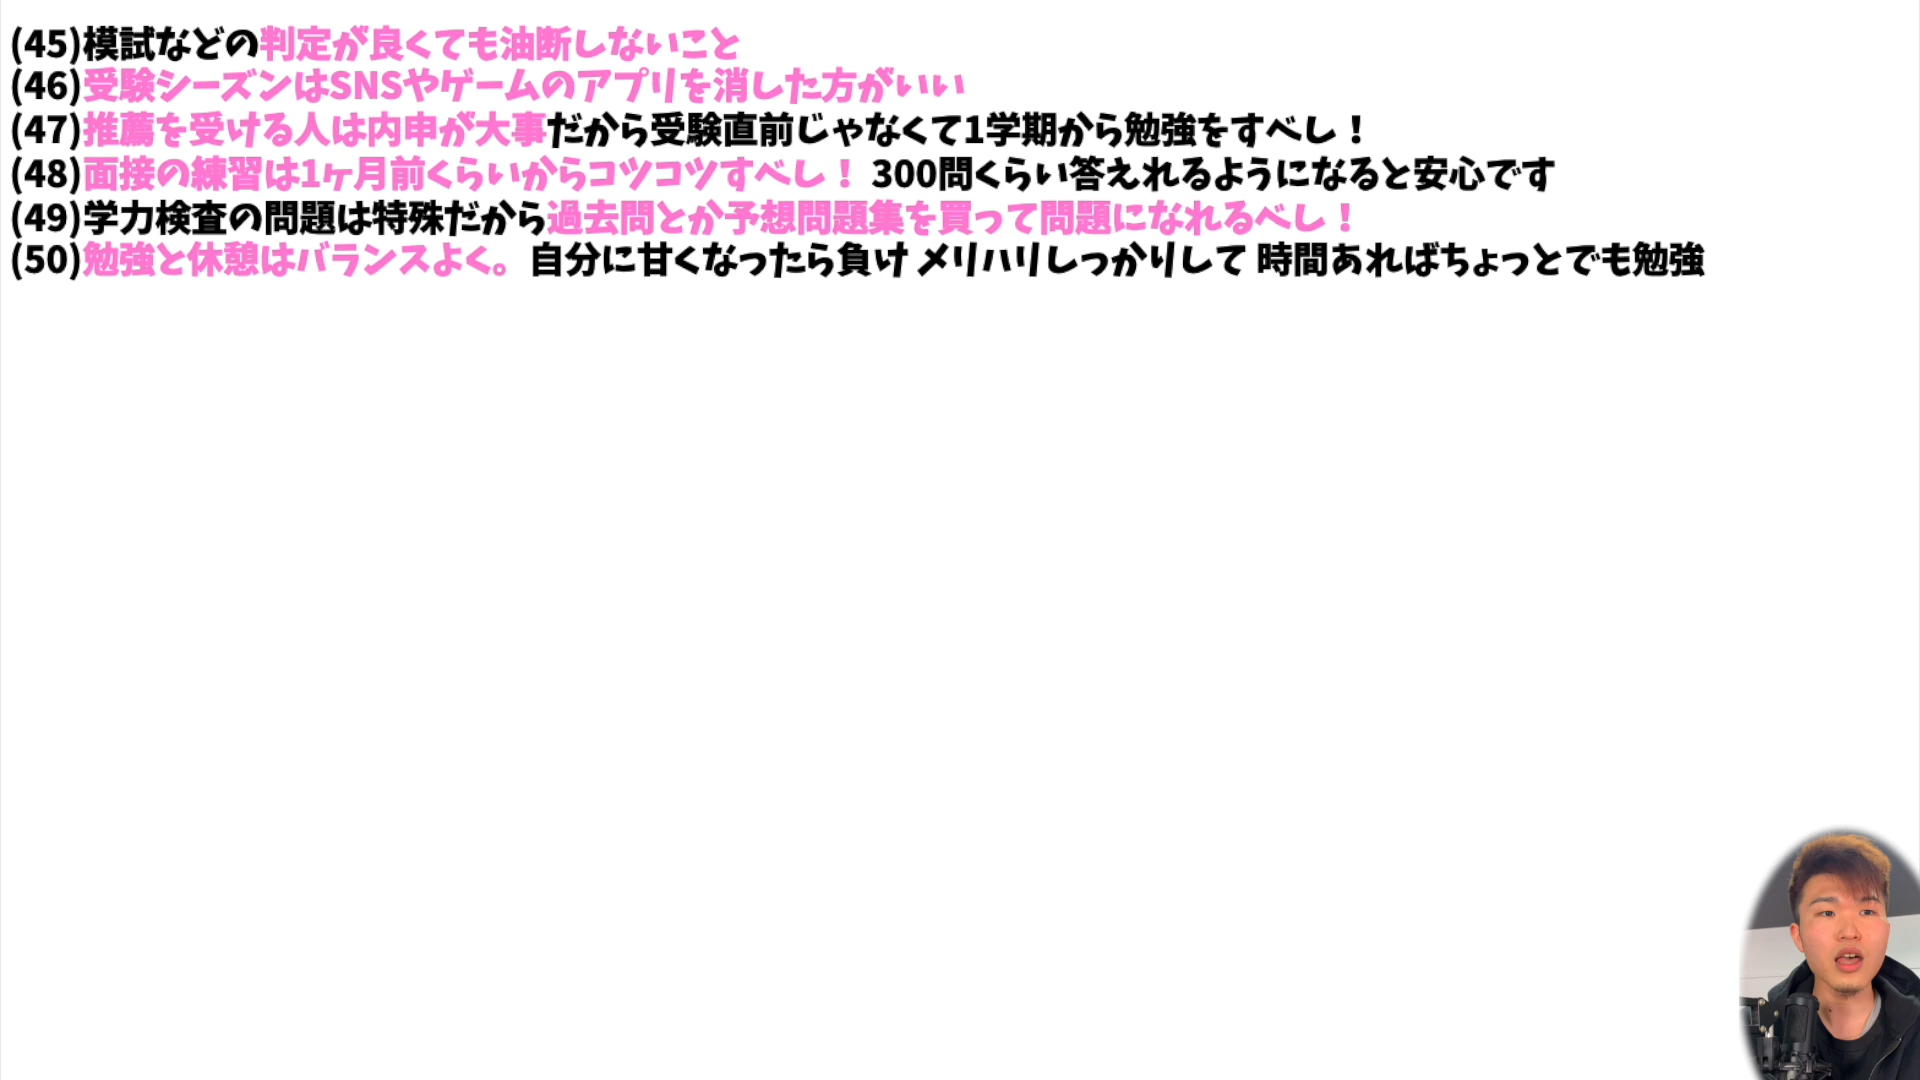 (45)模試などの判定が良くても油断しないこと
(46)受験シーズンはSNSやゲームのアプリを消した方がいい
(47)推薦を受ける人は内申が大事だから受験直前じゃなくて1学期から勉強をすべし！
(48)面接の練習は1ヶ月前くらいからコツコツすべし！ 300問くらい答えれるようになると安心です
(49)学力検査の問題は特殊だから過去問とか予想問題集を買って問題になれるべし！
(50)勉強と休憩はバランスよく。自分に甘くなったら負け メリハリしっかりして 時間あればちょっとでも勉強